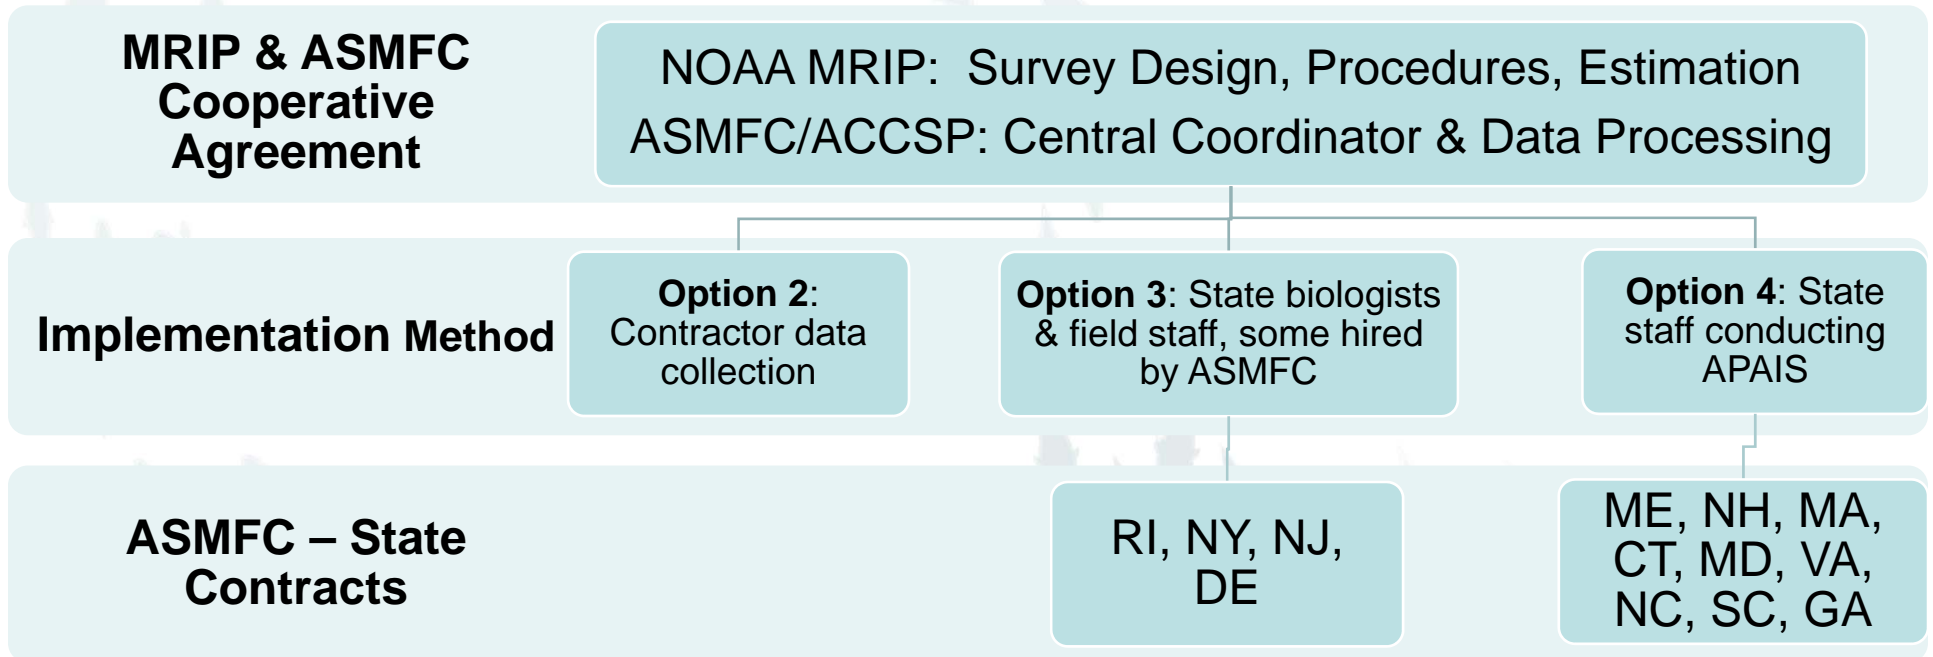 MRIP & ASMFC
Cooperative
Agreement
NOAA MRIP: Survey Design, Procedures, Estimation
ASMFC/ACCSP: Central Coordinator & Data Processing
Implementation Method
Option 2:
Contractor data
collection
Option 3: State biologists
& field staff, some hired
by ASMFC
Option 4: State
staff conducting
APAIS
ASMFC – State
Contracts
RI, NY, NJ,
DE
ME, NH, MA,
CT, MD, VA,
NC, SC, GA